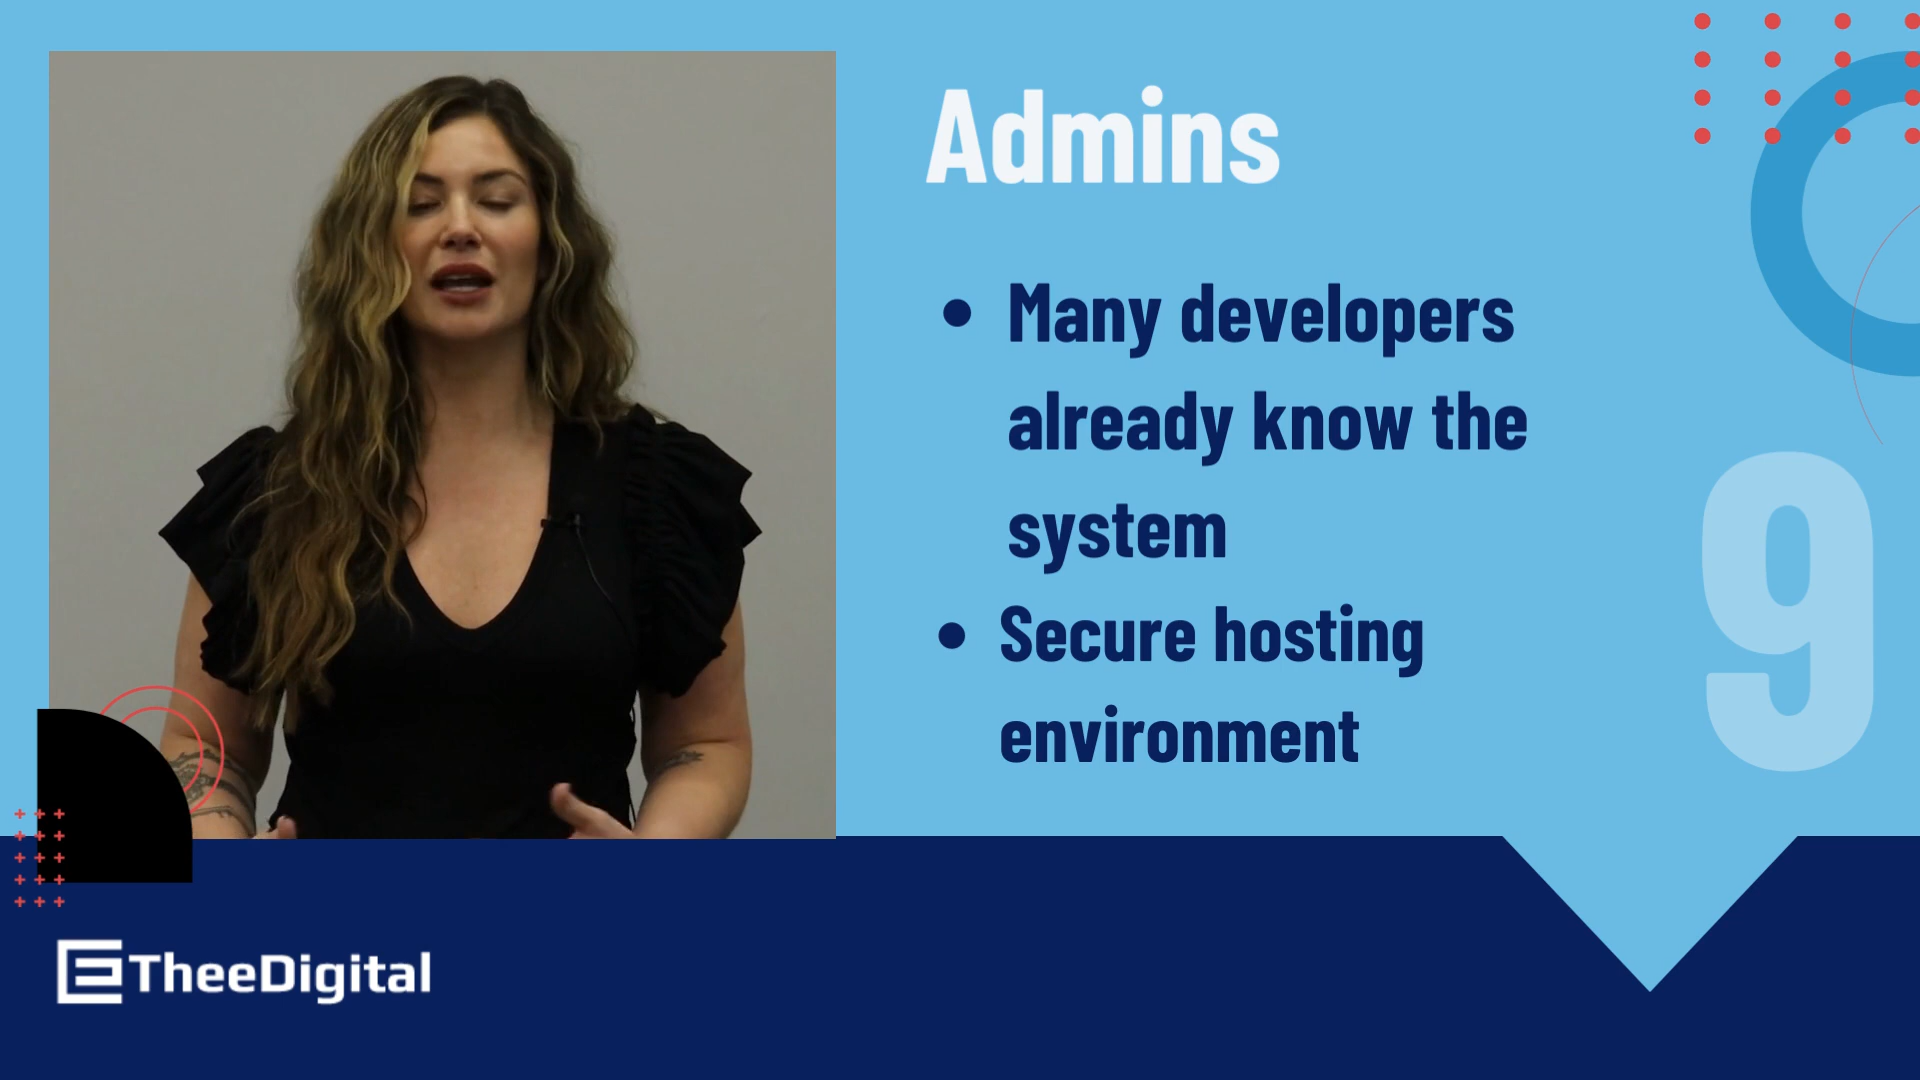 Admins
• Many developers
already know the
system
• Secure hosting
environment
9
TheeDigital